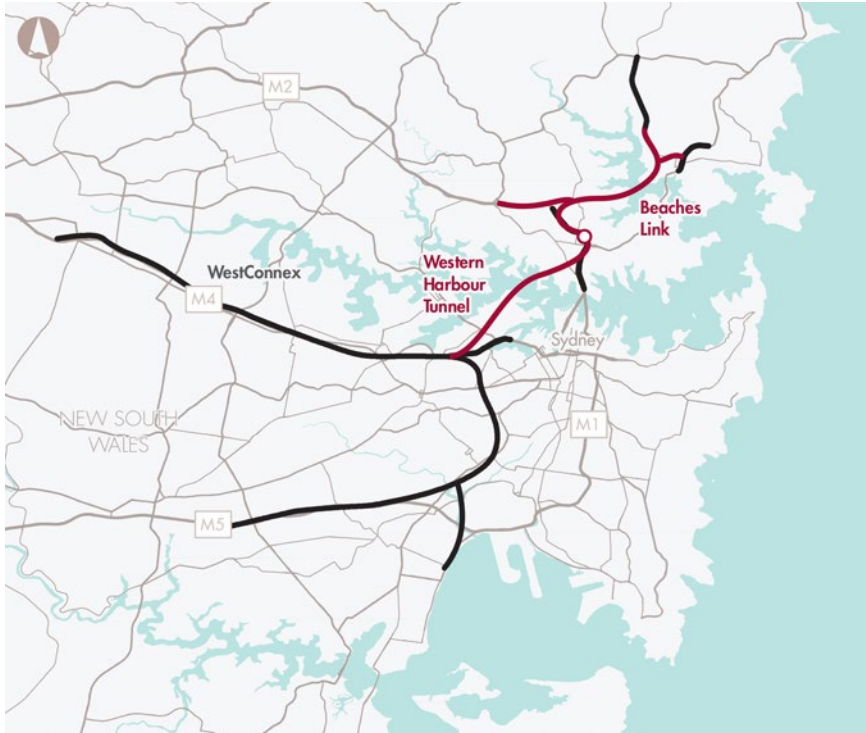 M2
Beaches
Link
WestConnex
Western
Harbour
Tunnel
M4
Sydney
NEW SOUTH
WALES
M1
M5